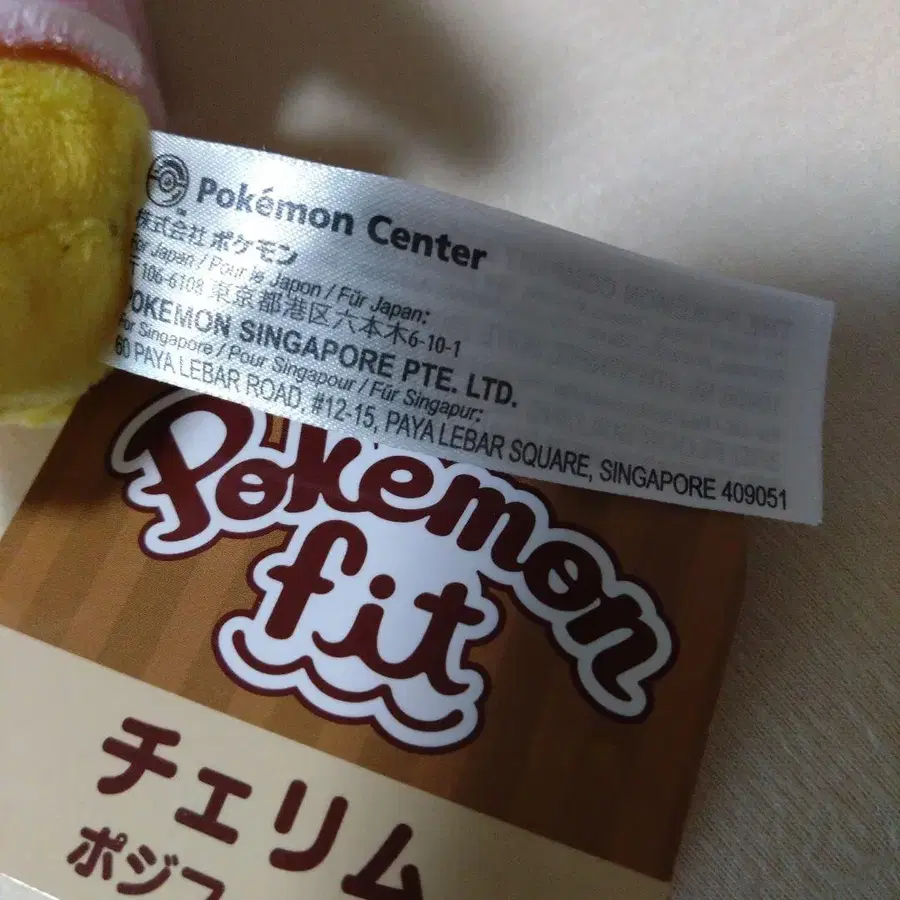 Pokémon Center
株式会社 ポケモン
For Japan / Pour le Japon / Für Japan:
〒106-6108 東京都港区六本木6-10-1
POKEMON SINGAPORE PTE. LTD.
For Singapore / Pour Singapour / Für Singapur:
60 PAYA LEBAR ROAD, #12-15, PAYA LEBAR SQUARE, SINGAPORE 409051
Pokémon
fit
チェリム
ポジフ